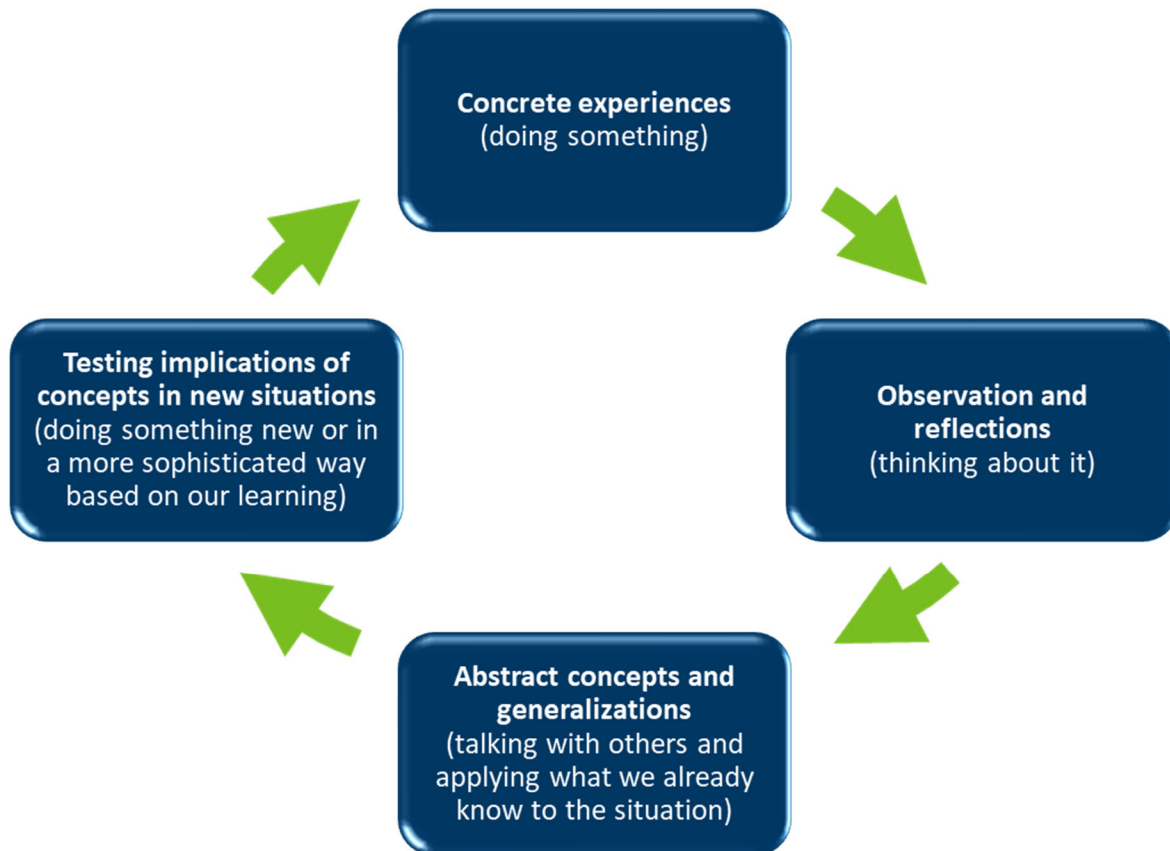 Concrete experiences
(doing something)
Observation and
reflections
(thinking about it)
Abstract concepts and
generalizations
(talking with others and
applying what we already
know to the situation)
Testing implications of
concepts in new situations
(doing something new or in
a more sophisticated way
based on our learning)